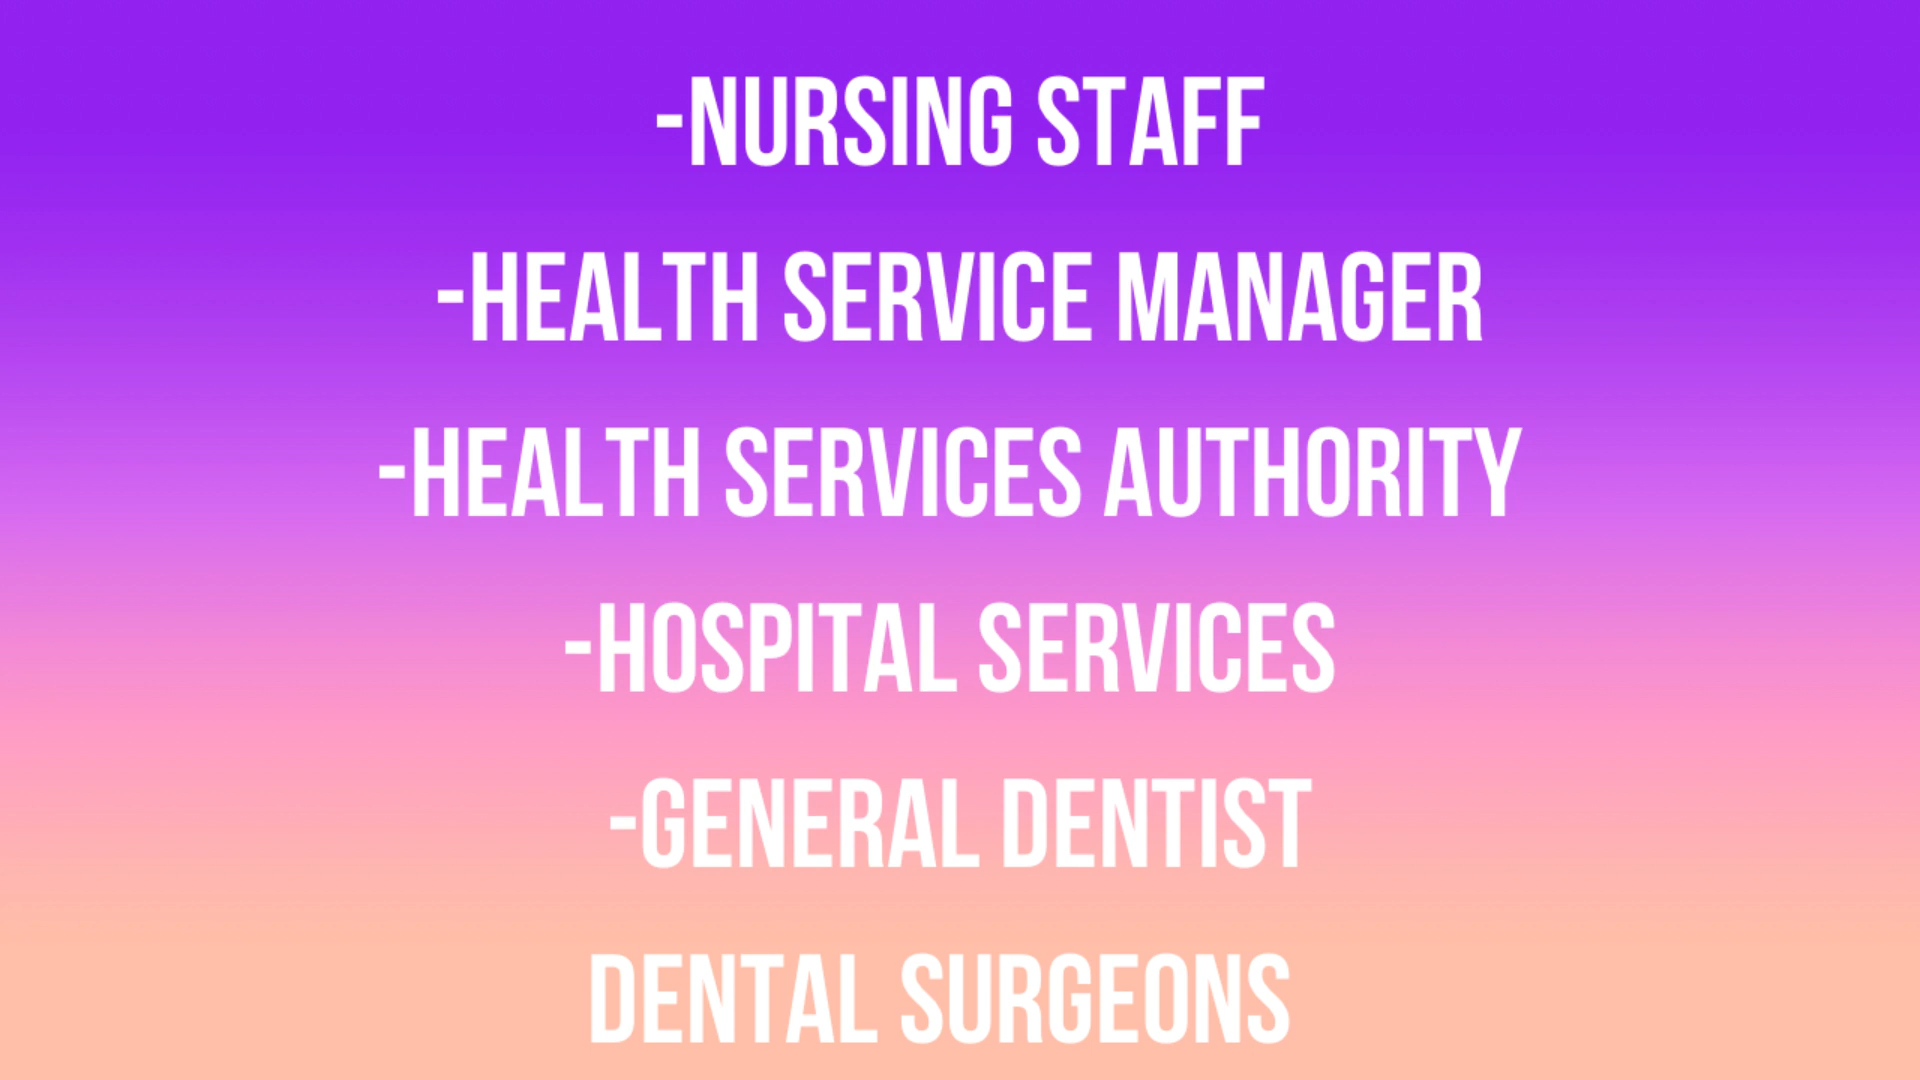 -NURSING STAFF
-HEALTH SERVICE MANAGER
-HEALTH SERVICES AUTHORITY
-HOSPITAL SERVICES
-GENERAL DENTIST
DENTAL SURGEONS